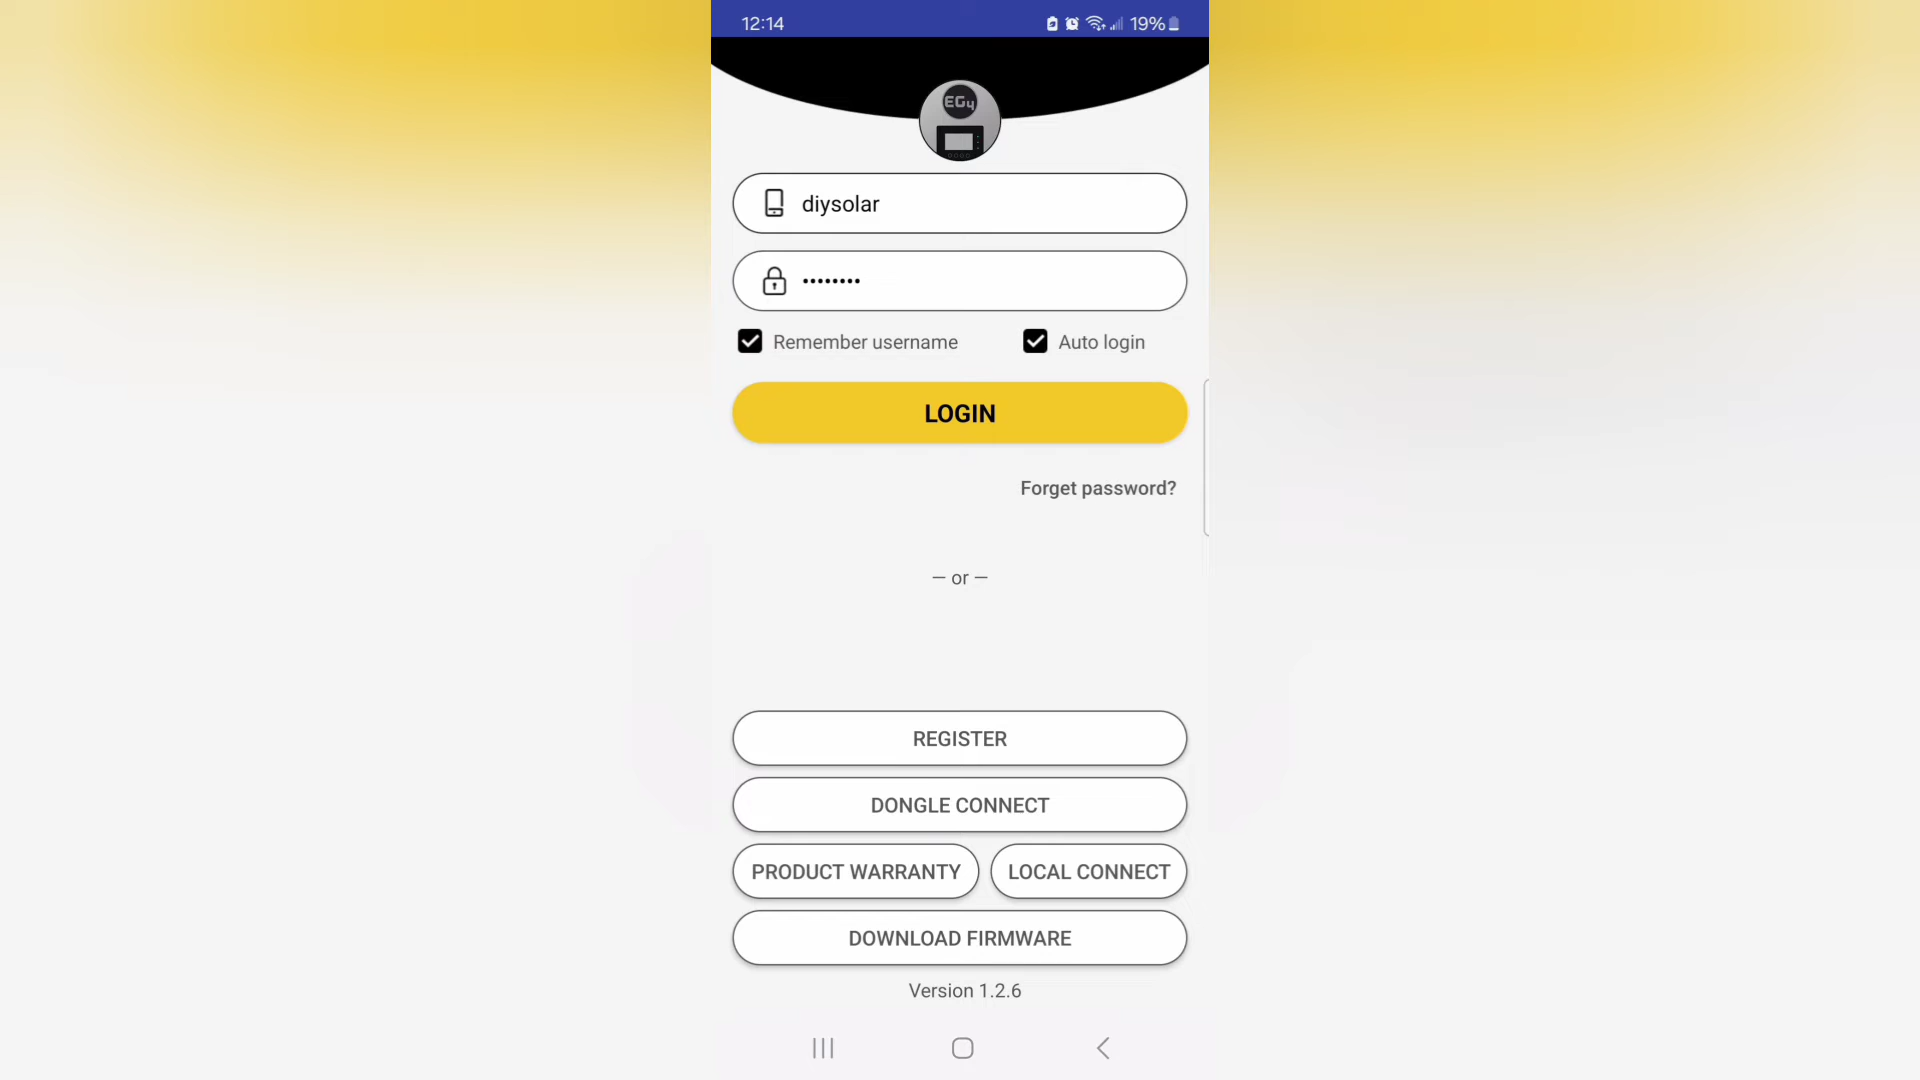 12:14
19%
EG4
diysolar
••••••••
Remember username
Auto login
LOGIN
Forget password?
— or —
REGISTER
DONGLE CONNECT
PRODUCT WARRANTY
LOCAL CONNECT
DOWNLOAD FIRMWARE
Version 1.2.6